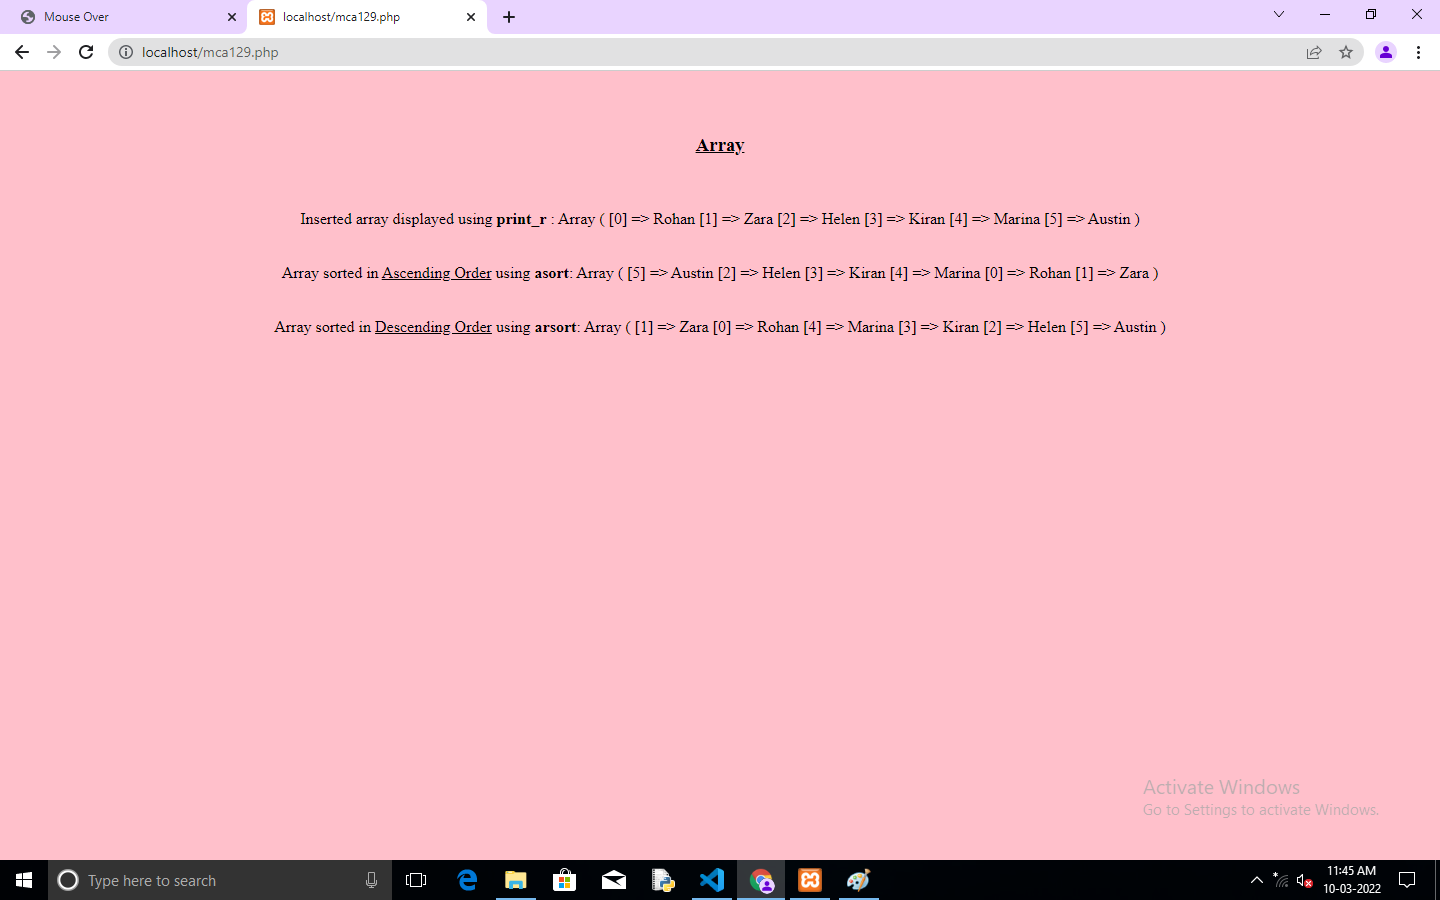 Mouse Over
localhost/mca129.php
localhost/mca129.php
Array
Inserted array displayed using print_r : Array ( [0] => Rohan [1] => Zara [2] => Helen [3] => Kiran [4] => Marina [5] => Austin )
Array sorted in Ascending Order using asort: Array ( [5] => Austin [2] => Helen [3] => Kiran [4] => Marina [0] => Rohan [1] => Zara )
Array sorted in Descending Order using arsort: Array ( [1] => Zara [0] => Rohan [4] => Marina [3] => Kiran [2] => Helen [5] => Austin )
Activate Windows
Go to Settings to activate Windows.
Type here to search
11:45 AM
10-03-2022